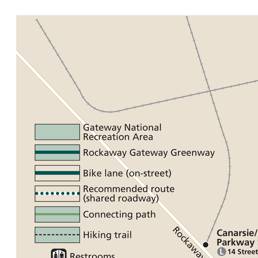 Gateway National
Recreation Area
Rockaway Gateway Greenway
Bike lane (on-street)
Recommended route
(shared roadway)
Connecting path
Hiking trail
Restrooms
Rockaway
Canarsie/
Parkway
L 14 Street